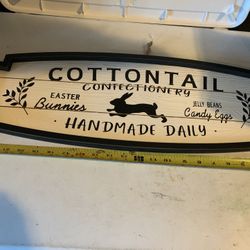 COTTONTAIL
CONFECTIONERY
EASTER
Bunnies
JELLY BEANS
Candy Eggs
· HANDMADE DAILY ·